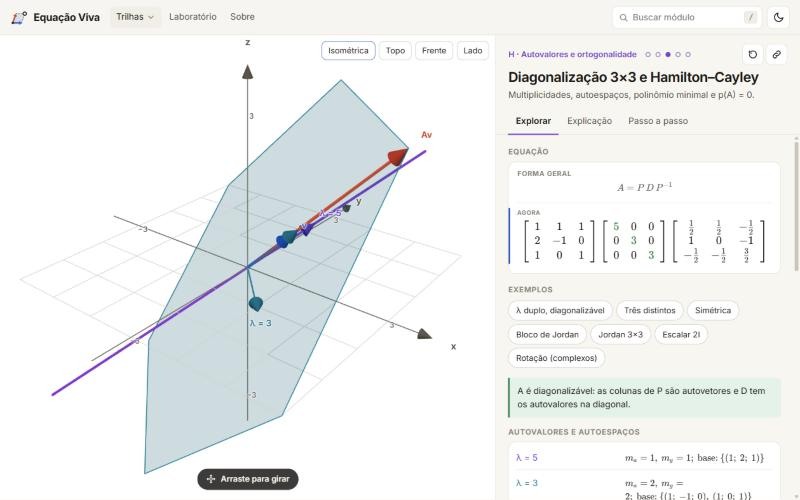 Equação Viva
Trilhas
Laboratório
Sobre
Buscar módulo
/
Isométrica
Topo
Frente
Lado
z
3
Av
λ = 5
y
3
−3
λ = 3
3
x
−3
−3
Arraste para girar
H · Autovalores e ortogonalidade
Diagonalização 3×3 e Hamilton–Cayley
Multiplicidades, autoespaços, polinômio minimal e p(A) = 0.
Explorar
Explicação
Passo a passo
EQUAÇÃO
FORMA GERAL
A = P D P⁻¹
AGORA
[ 1 1 1 ] [ 5 0 0 ] [ 1/2 1/2 −1/2 ]
[ 2 −1 0 ] [ 0 3 0 ] [ 1 0 −1 ]
[ 1 0 1 ] [ 0 0 3 ] [ −1/2 −1/2 3/2 ]
EXEMPLOS
λ duplo, diagonalizável
Três distintos
Simétrica
Bloco de Jordan
Jordan 3×3
Escalar 2I
Rotação (complexos)
A é diagonalizável: as colunas de P são autovetores e D tem
os autovalores na diagonal.
AUTOVALORES E AUTOESPAÇOS
λ = 5
mₐ = 1, m_g = 1; base: {(1; 2; 1)}
λ = 3
mₐ = 2, m_g =
2; base: {(1; −1; 0), (1; 0; 1)}